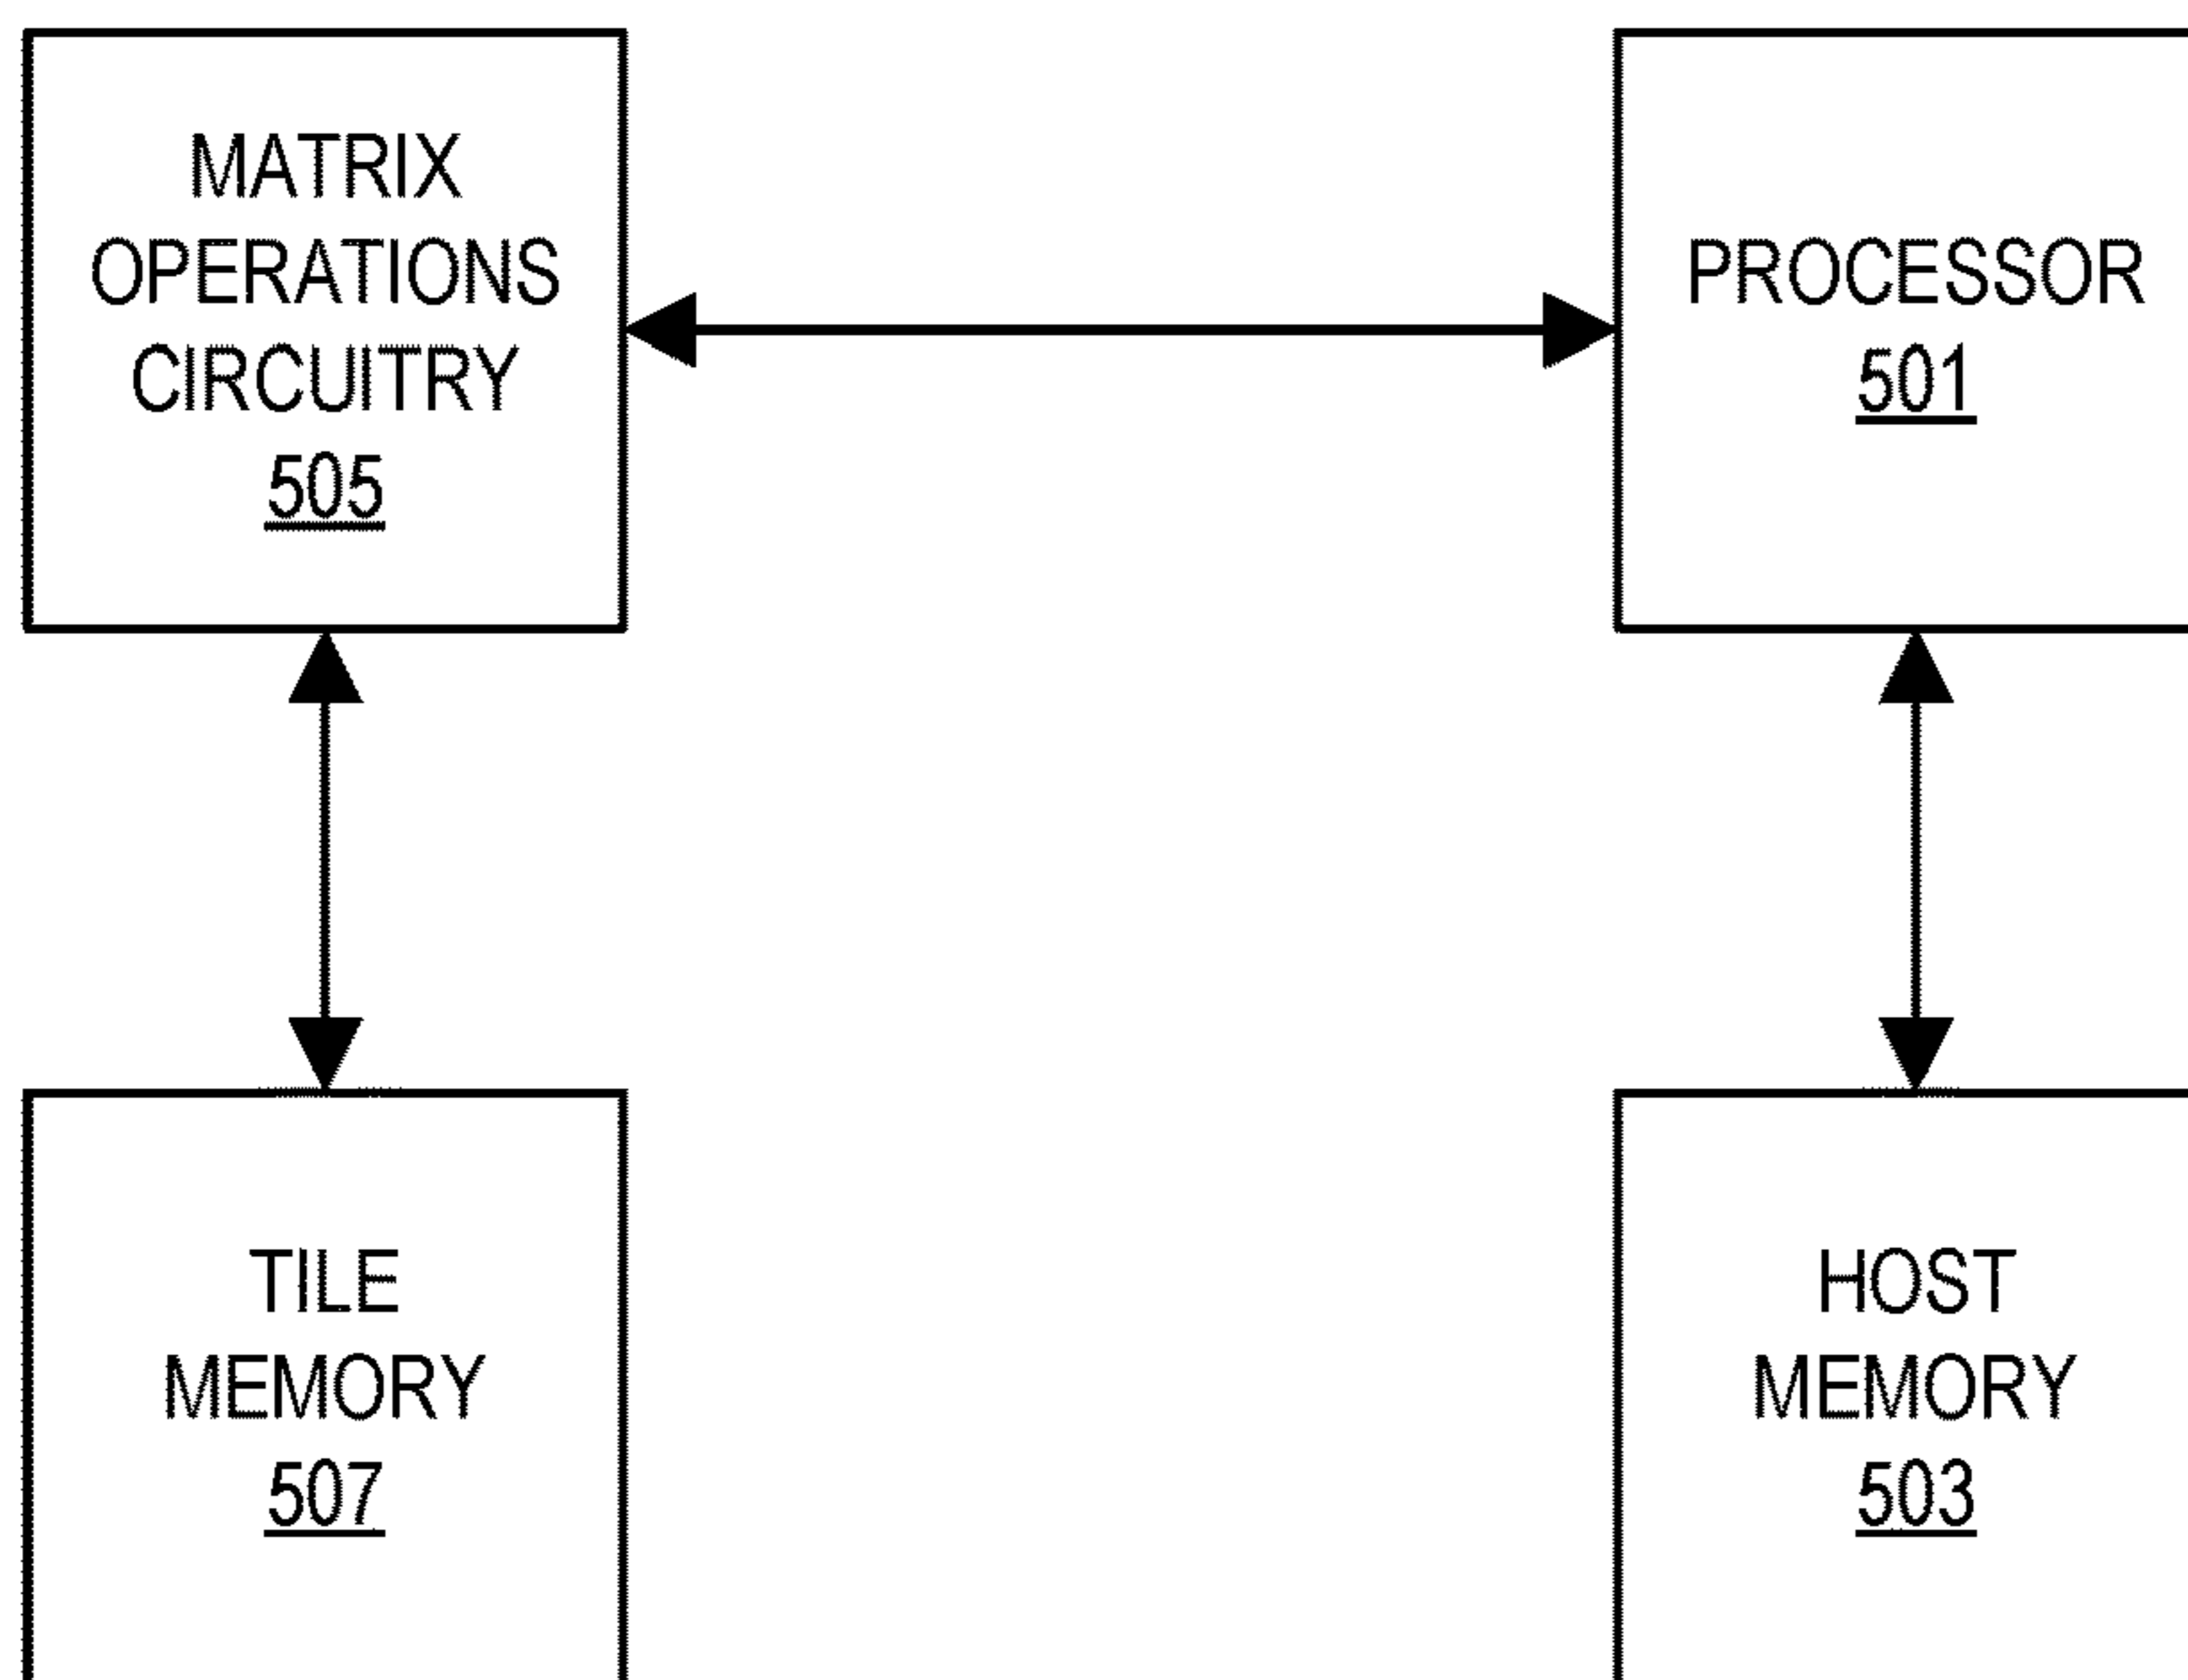 MATRIX
OPERATIONS
CIRCUITRY
505
PROCESSOR
501
TILE
MEMORY
507
HOST
MEMORY
503